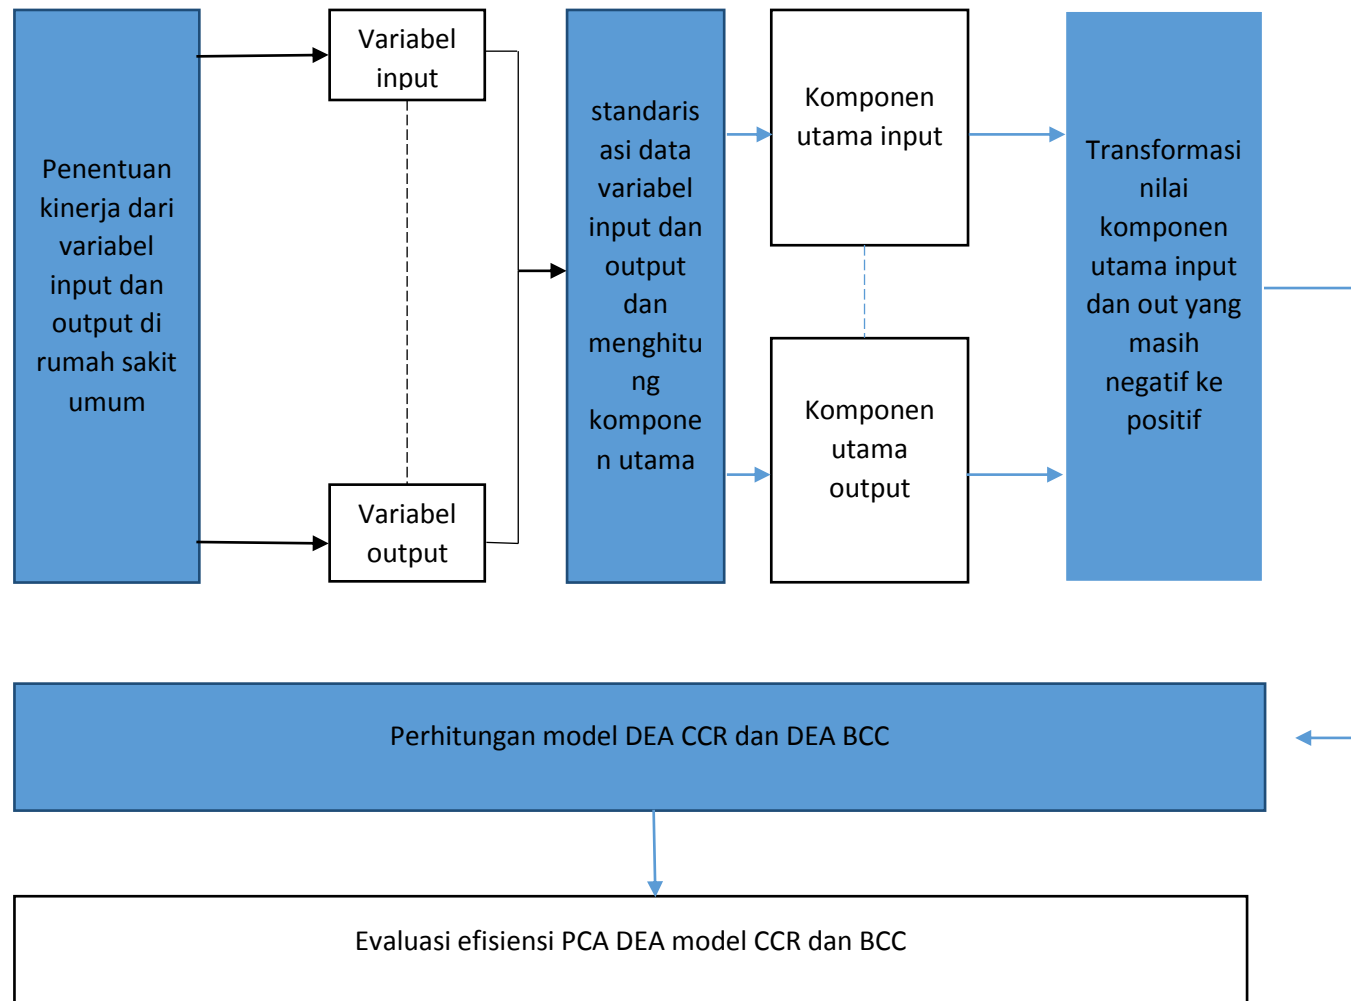 Penentuan
kinerja dari
variabel
input dan
output di
rumah sakit
umum
Variabel
input
Variabel
output
standaris
asi data
variabel
input dan
output
dan
menghitu
ng
kompone
n utama
Komponen
utama input
Komponen
utama
output
Transformasi
nilai
komponen
utama input
dan out yang
masih
negatif ke
positif
Perhitungan model DEA CCR dan DEA BCC
Evaluasi efisiensi PCA DEA model CCR dan BCC